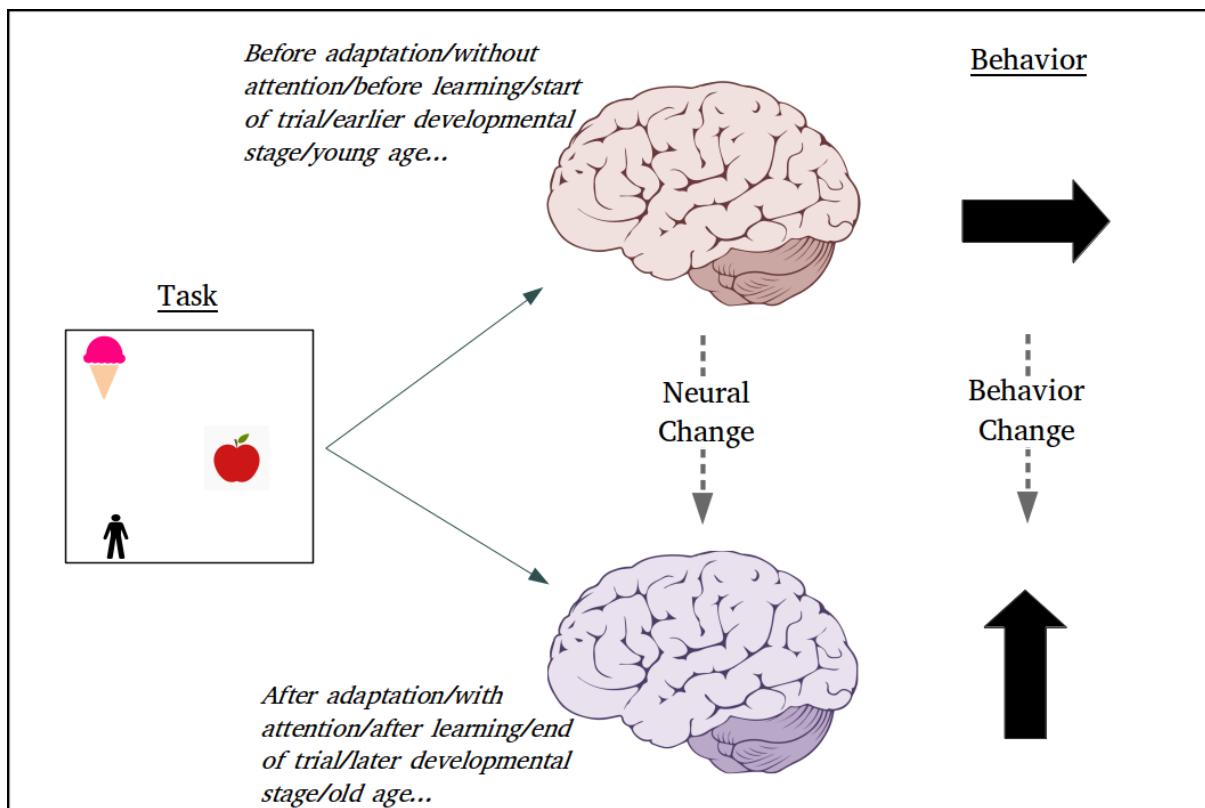 Before adaptation/without
attention/before learning/start
of trial/earlier developmental
stage/young age...
Behavior
Task
Neural
Change
Behavior
Change
After adaptation/with
attention/after learning/end
of trial/later developmental
stage/old age...